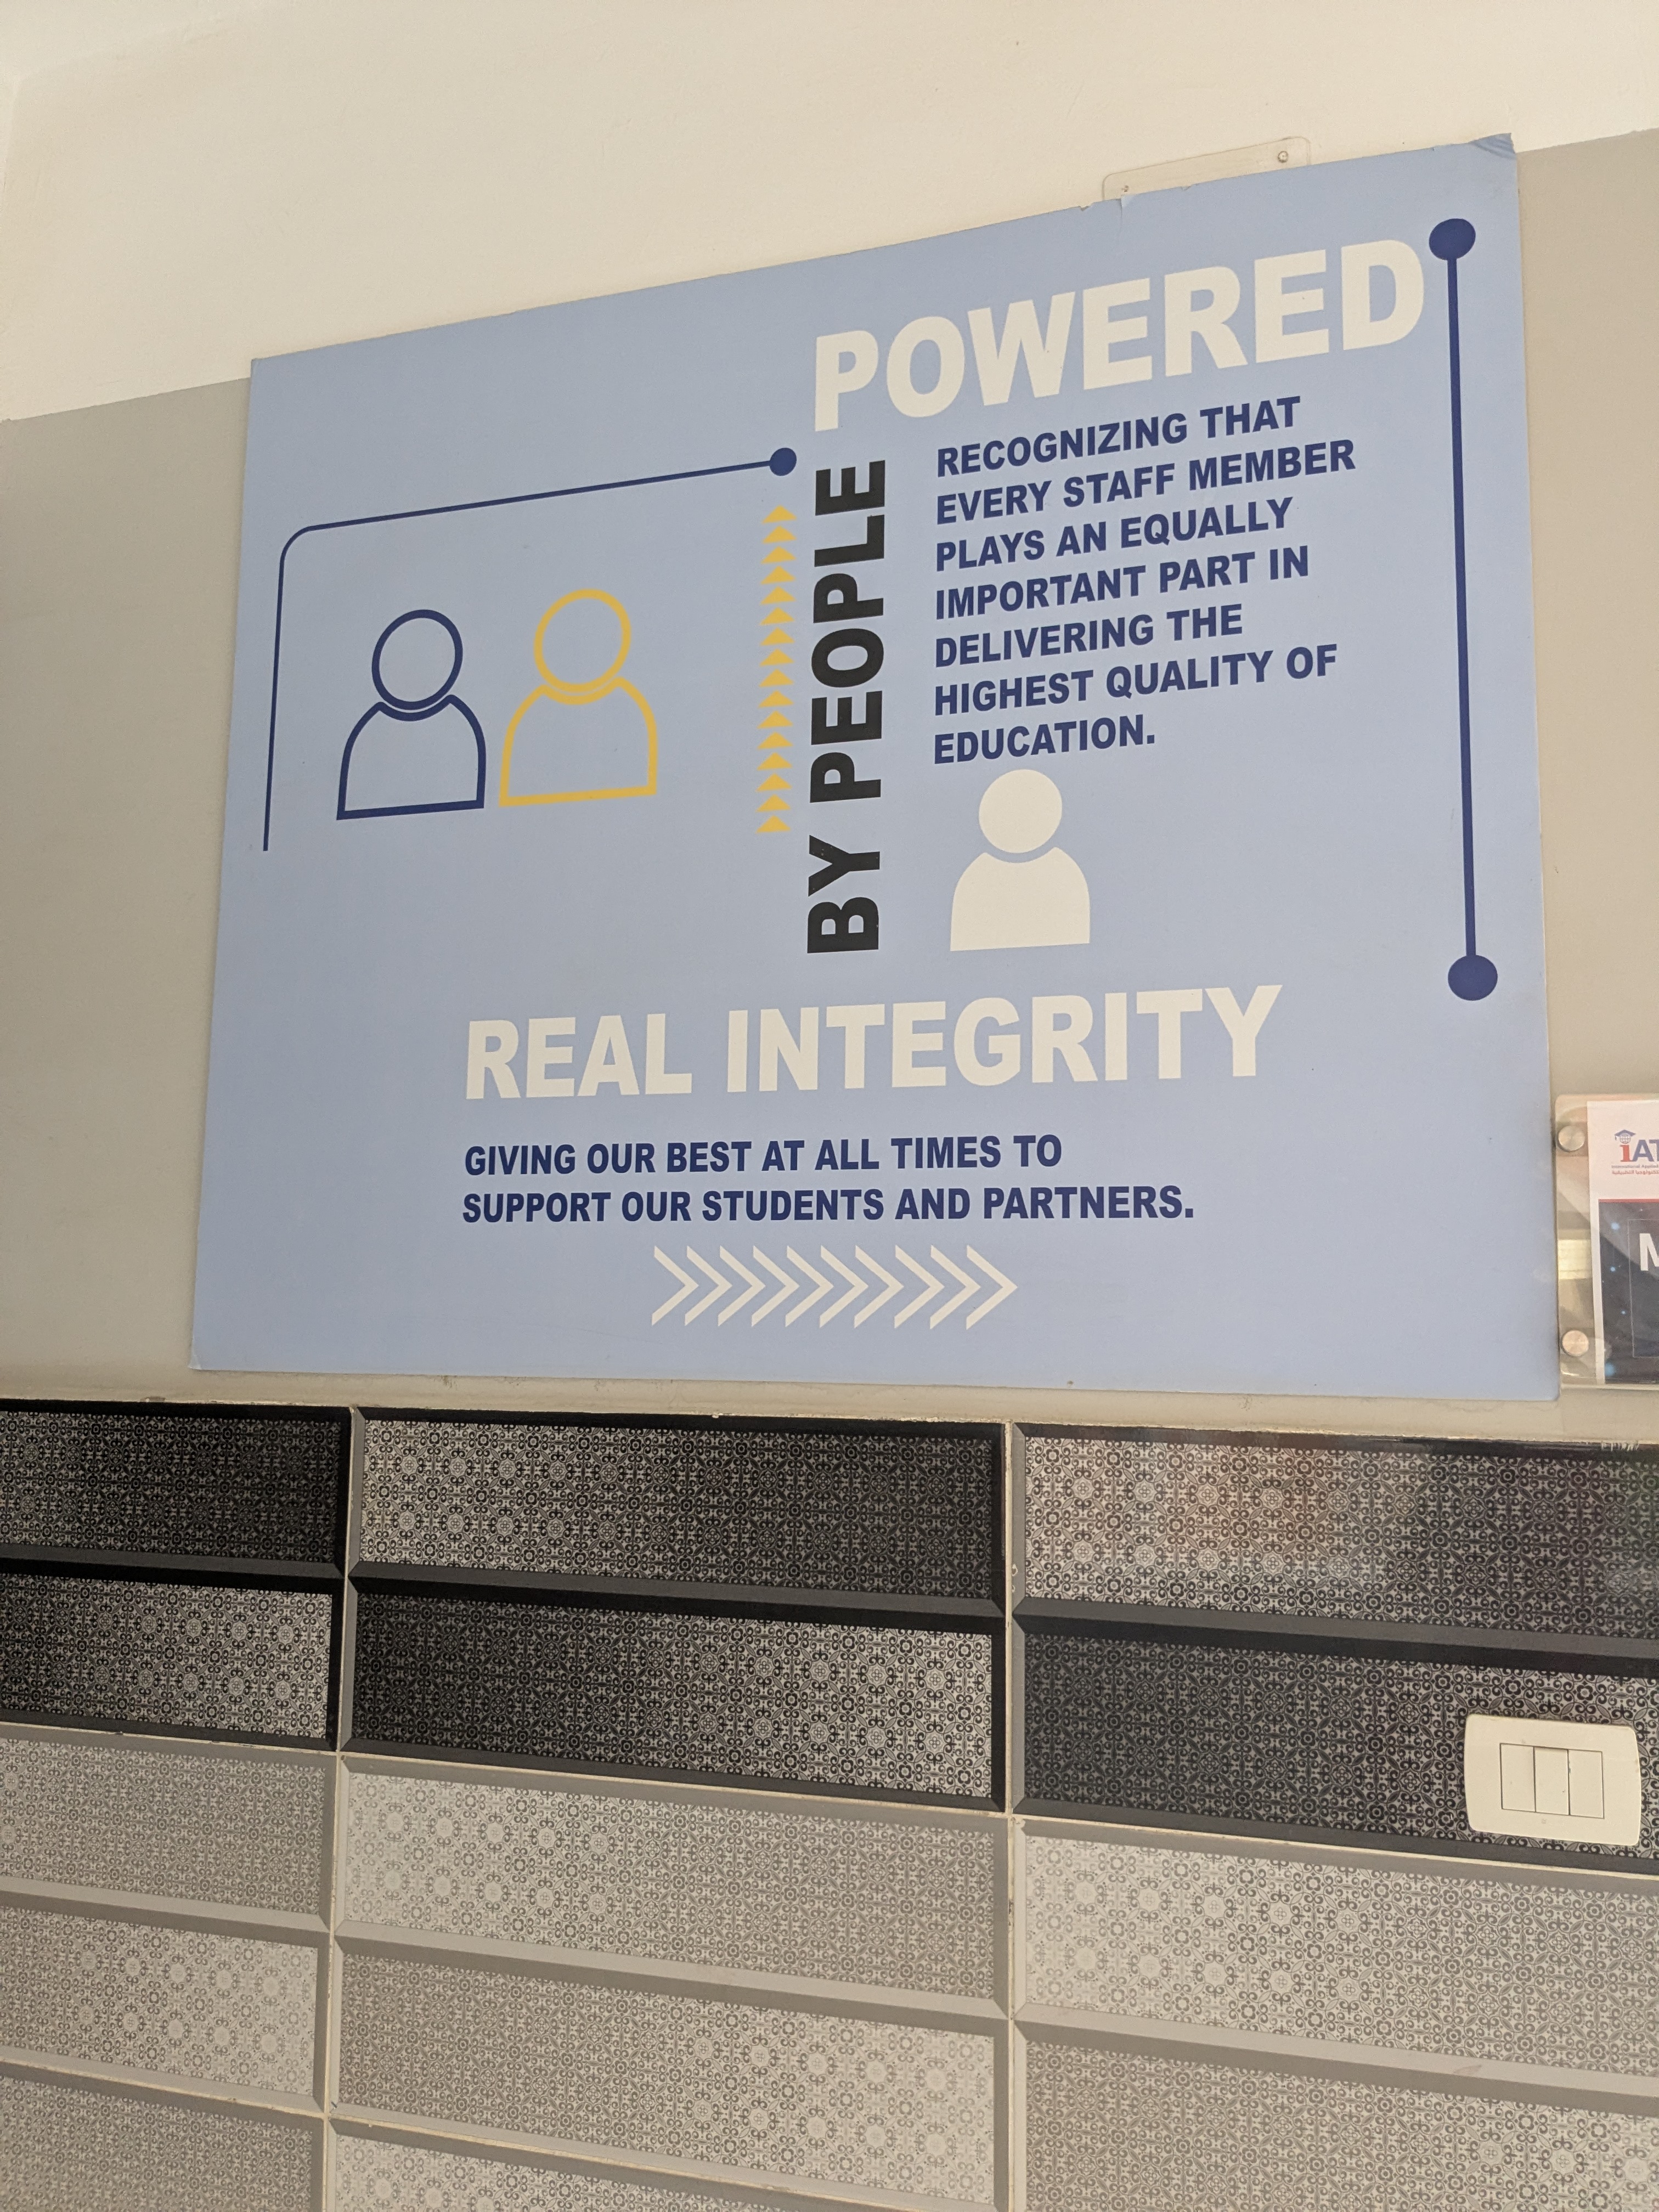 POWERED
BY PEOPLE
RECOGNIZING THAT
EVERY STAFF MEMBER
PLAYS AN EQUALLY
IMPORTANT PART IN
DELIVERING THE
HIGHEST QUALITY OF
EDUCATION.
REAL INTEGRITY
GIVING OUR BEST AT ALL TIMES TO
SUPPORT OUR STUDENTS AND PARTNERS.